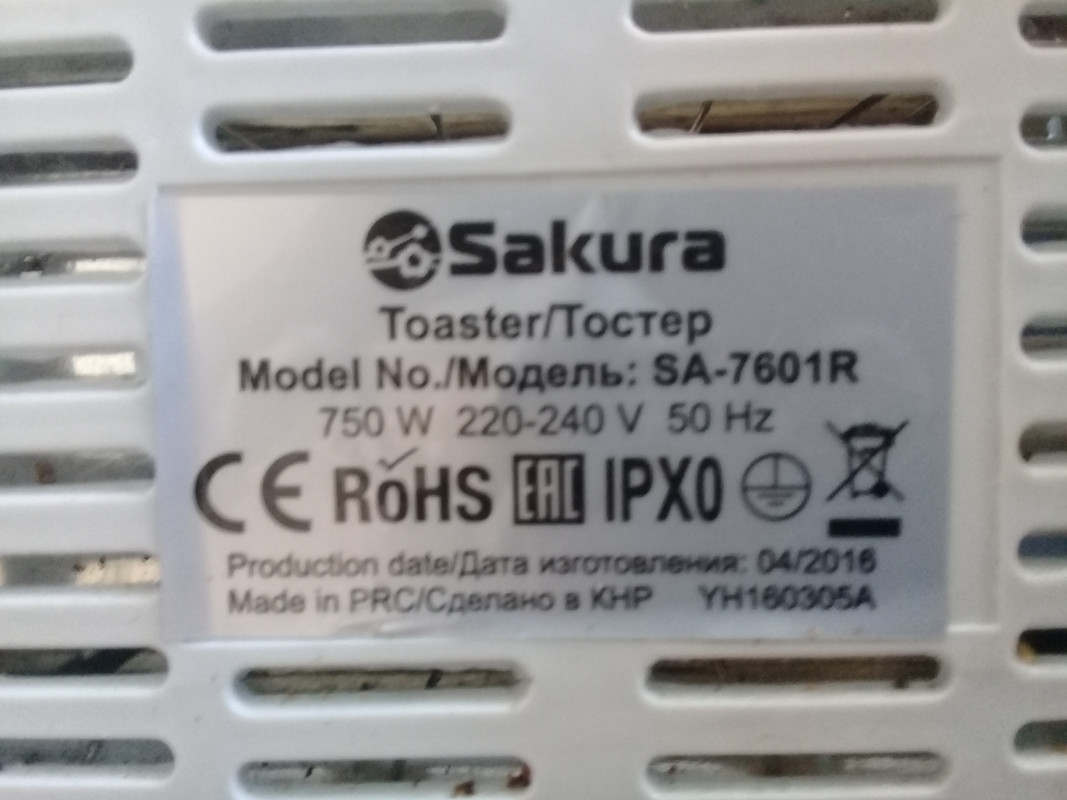 Sakura
Toaster/Тостер
Model No./Модель: SA-7601R
750 W 220-240 V 50 Hz
CE RoHS EAC IPX0
Production date/Дата изготовления: 04/2016
Made in PRC/Сделано в КНР YH160305A